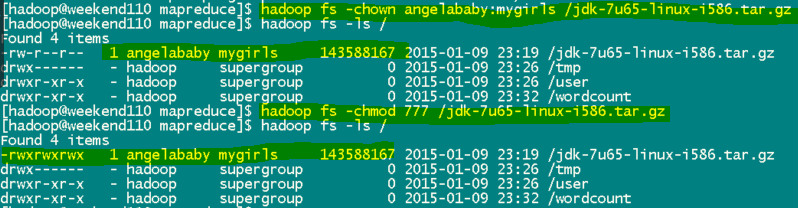 [hadoop@weekend110 mapreduce]$ hadoop fs -chown angelababy:mygirls /jdk-7u65-linux-i586.tar.gz
[hadoop@weekend110 mapreduce]$ hadoop fs -ls /
Found 4 items
-rw-r--r-- 1 angelababy mygirls 143588167 2015-01-09 23:19 /jdk-7u65-linux-i586.tar.gz
drwx------ - hadoop supergroup 0 2015-01-09 23:26 /tmp
drwxr-xr-x - hadoop supergroup 0 2015-01-09 23:26 /user
drwxr-xr-x - hadoop supergroup 0 2015-01-09 23:32 /wordcount
[hadoop@weekend110 mapreduce]$ hadoop fs -chmod 777 /jdk-7u65-linux-i586.tar.gz
[hadoop@weekend110 mapreduce]$ hadoop fs -ls /
Found 4 items
-rwxrwxrwx 1 angelababy mygirls 143588167 2015-01-09 23:19 /jdk-7u65-linux-i586.tar.gz
drwx------ - hadoop supergroup 0 2015-01-09 23:26 /tmp
drwxr-xr-x - hadoop supergroup 0 2015-01-09 23:26 /user
drwxr-xr-x - hadoop supergroup 0 2015-01-09 23:32 /wordcount